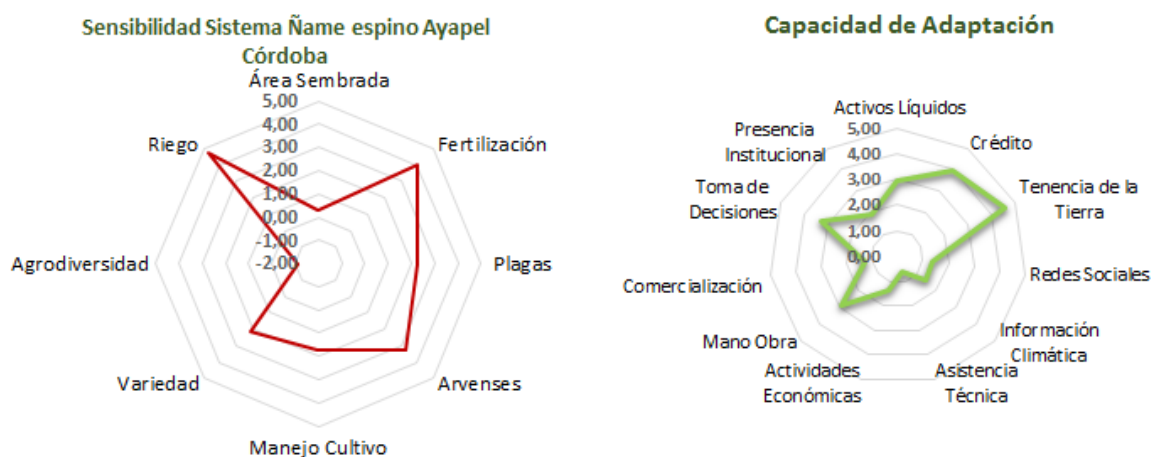 Sensibilidad Sistema Ñame espino Ayapel
Córdoba
Área Sembrada
5,00
4,00
3,00
2,00
1,00
0,00
-1,00
-2,00
Fertilización
Plagas
Arvenses
Manejo Cultivo
Variedad
Agrodiversidad
Riego
Capacidad de Adaptación
Activos Líquidos
5,00
4,00
3,00
2,00
1,00
0,00
Crédito
Tenencia de la
Tierra
Redes Sociales
Información
Climática
Asistencia
Técnica
Actividades
Económicas
Mano Obra
Comercialización
Toma de
Decisiones
Presencia
Institucional